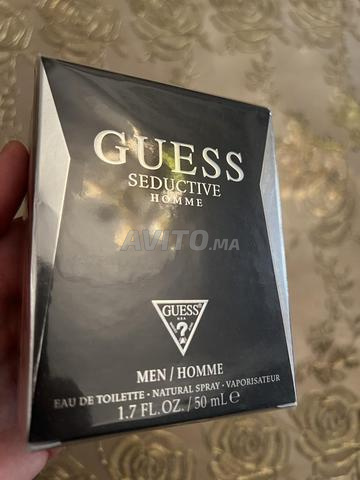 GUESS
SEDUCTIVE
HOMME
AVITO.MA
GUESS®
U.S.A.
?
MEN / HOMME
EAU DE TOILETTE • NATURAL SPRAY • VAPORISATEUR
1.7 FL.OZ. / 50 mL ℮